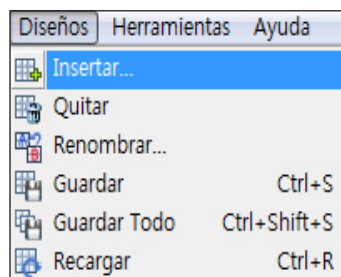 Diseños Herramientas Ayuda
Insertar...
Quitar
Renombrar...
Guardar Ctrl+S
Guardar Todo Ctrl+Shift+S
Recargar Ctrl+R